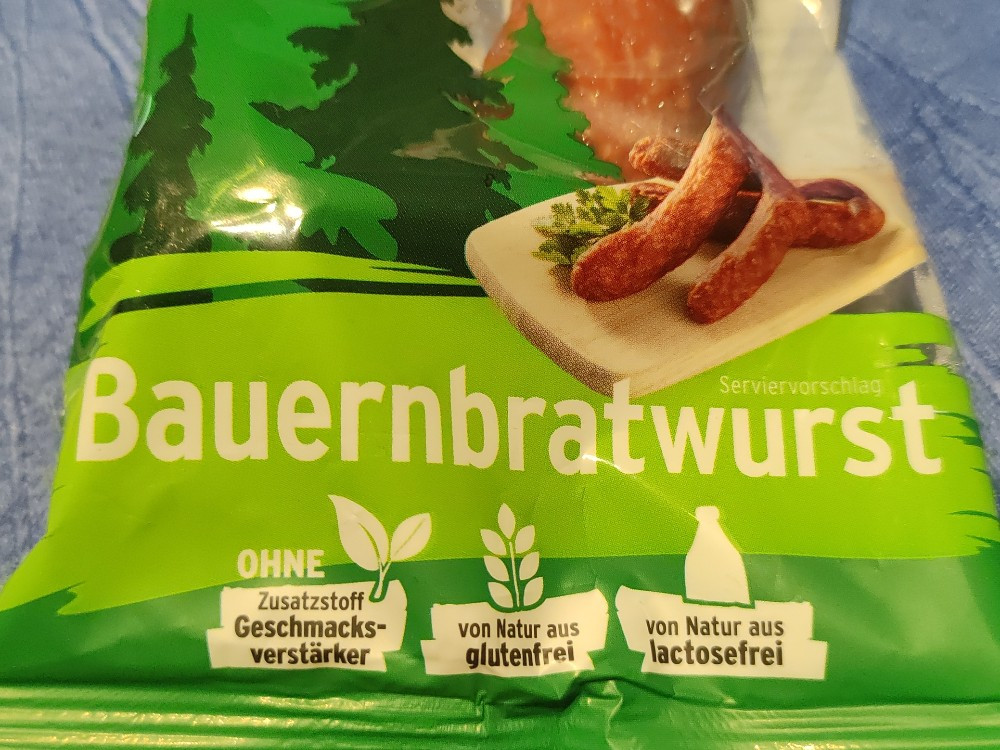 Serviervorschlag
Bauernbratwurst
OHNE
Zusatzstoff
Geschmacks-
verstärker
von Natur aus
glutenfrei
von Natur aus
lactosefrei